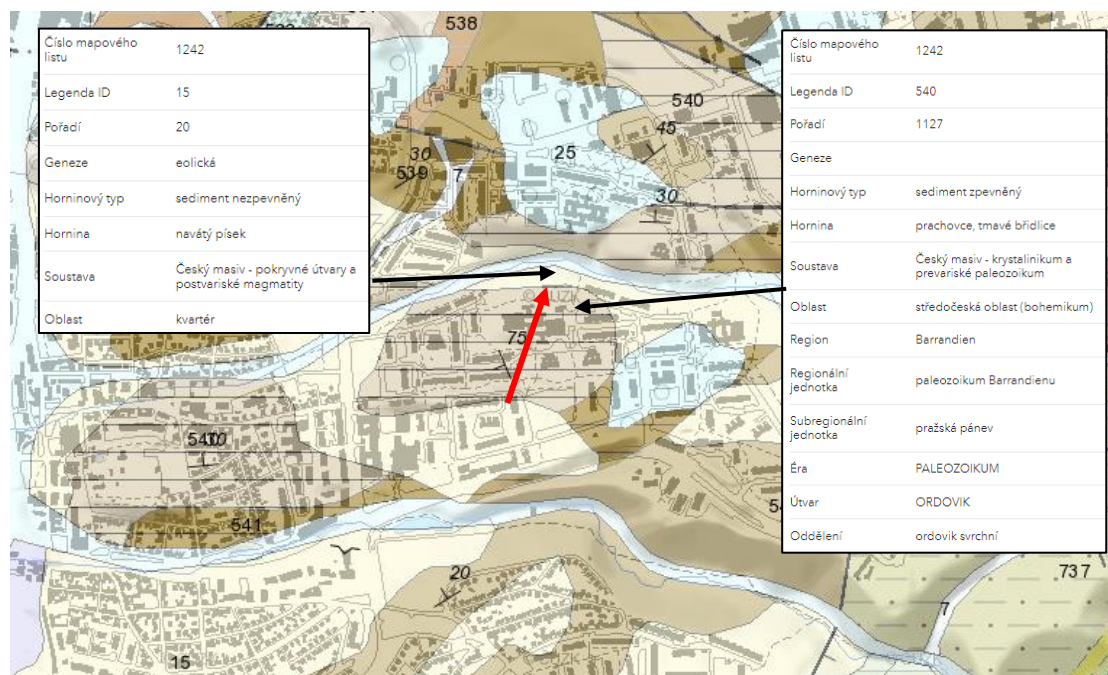 Číslo mapového
listu
1242
Legenda ID
15
Pořadí
20
Geneze
eolická
Horninový typ
sediment nezpevněný
Hornina
navátý písek
Soustava
Český masiv - pokryvné útvary a
postvariské magmatity
Oblast
kvartér
Číslo mapového
listu
1242
Legenda ID
540
Pořadí
1127
Geneze
Horninový typ
sediment zpevněný
Hornina
prachovce, tmavé břidlice
Soustava
Český masiv - krystalinikum a
prevariské paleozoikum
Oblast
středočeská oblast (bohemikum)
Region
Barrandien
Regionální
jednotka
paleozoikum Barrandienu
Subregionální
jednotka
pražská pánev
Éra
PALEOZOIKUM
Útvar
ORDOVIK
Oddělení
ordovik svrchní
538
540
45
25
30
539
7
30
75
540
541
20
15
737
7